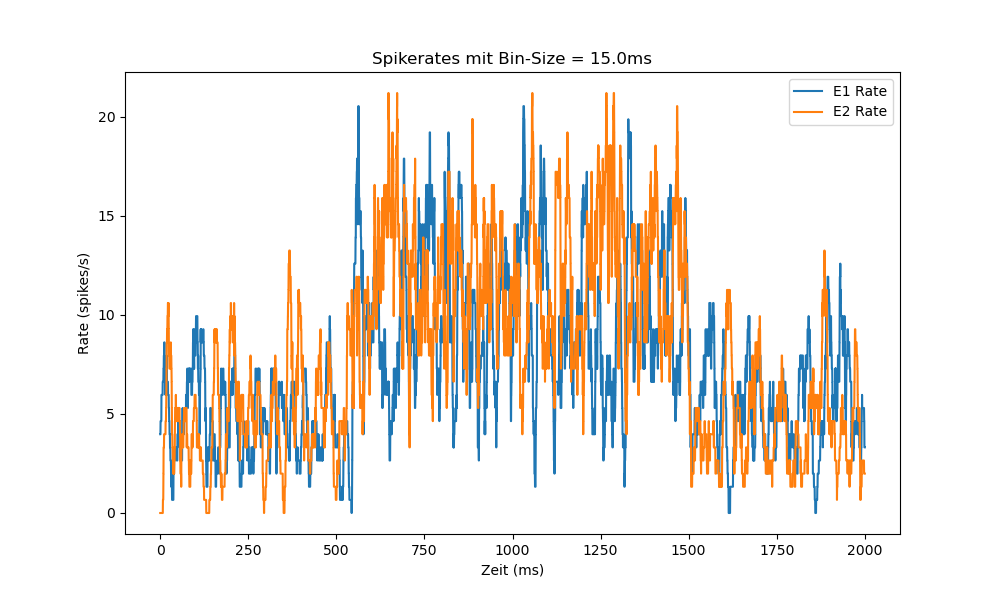 Spikerates mit Bin-Size = 15.0ms
E1 Rate
E2 Rate
Rate (spikes/s)
20
15
10
5
0
0 250 500 750 1000 1250 1500 1750 2000
Zeit (ms)